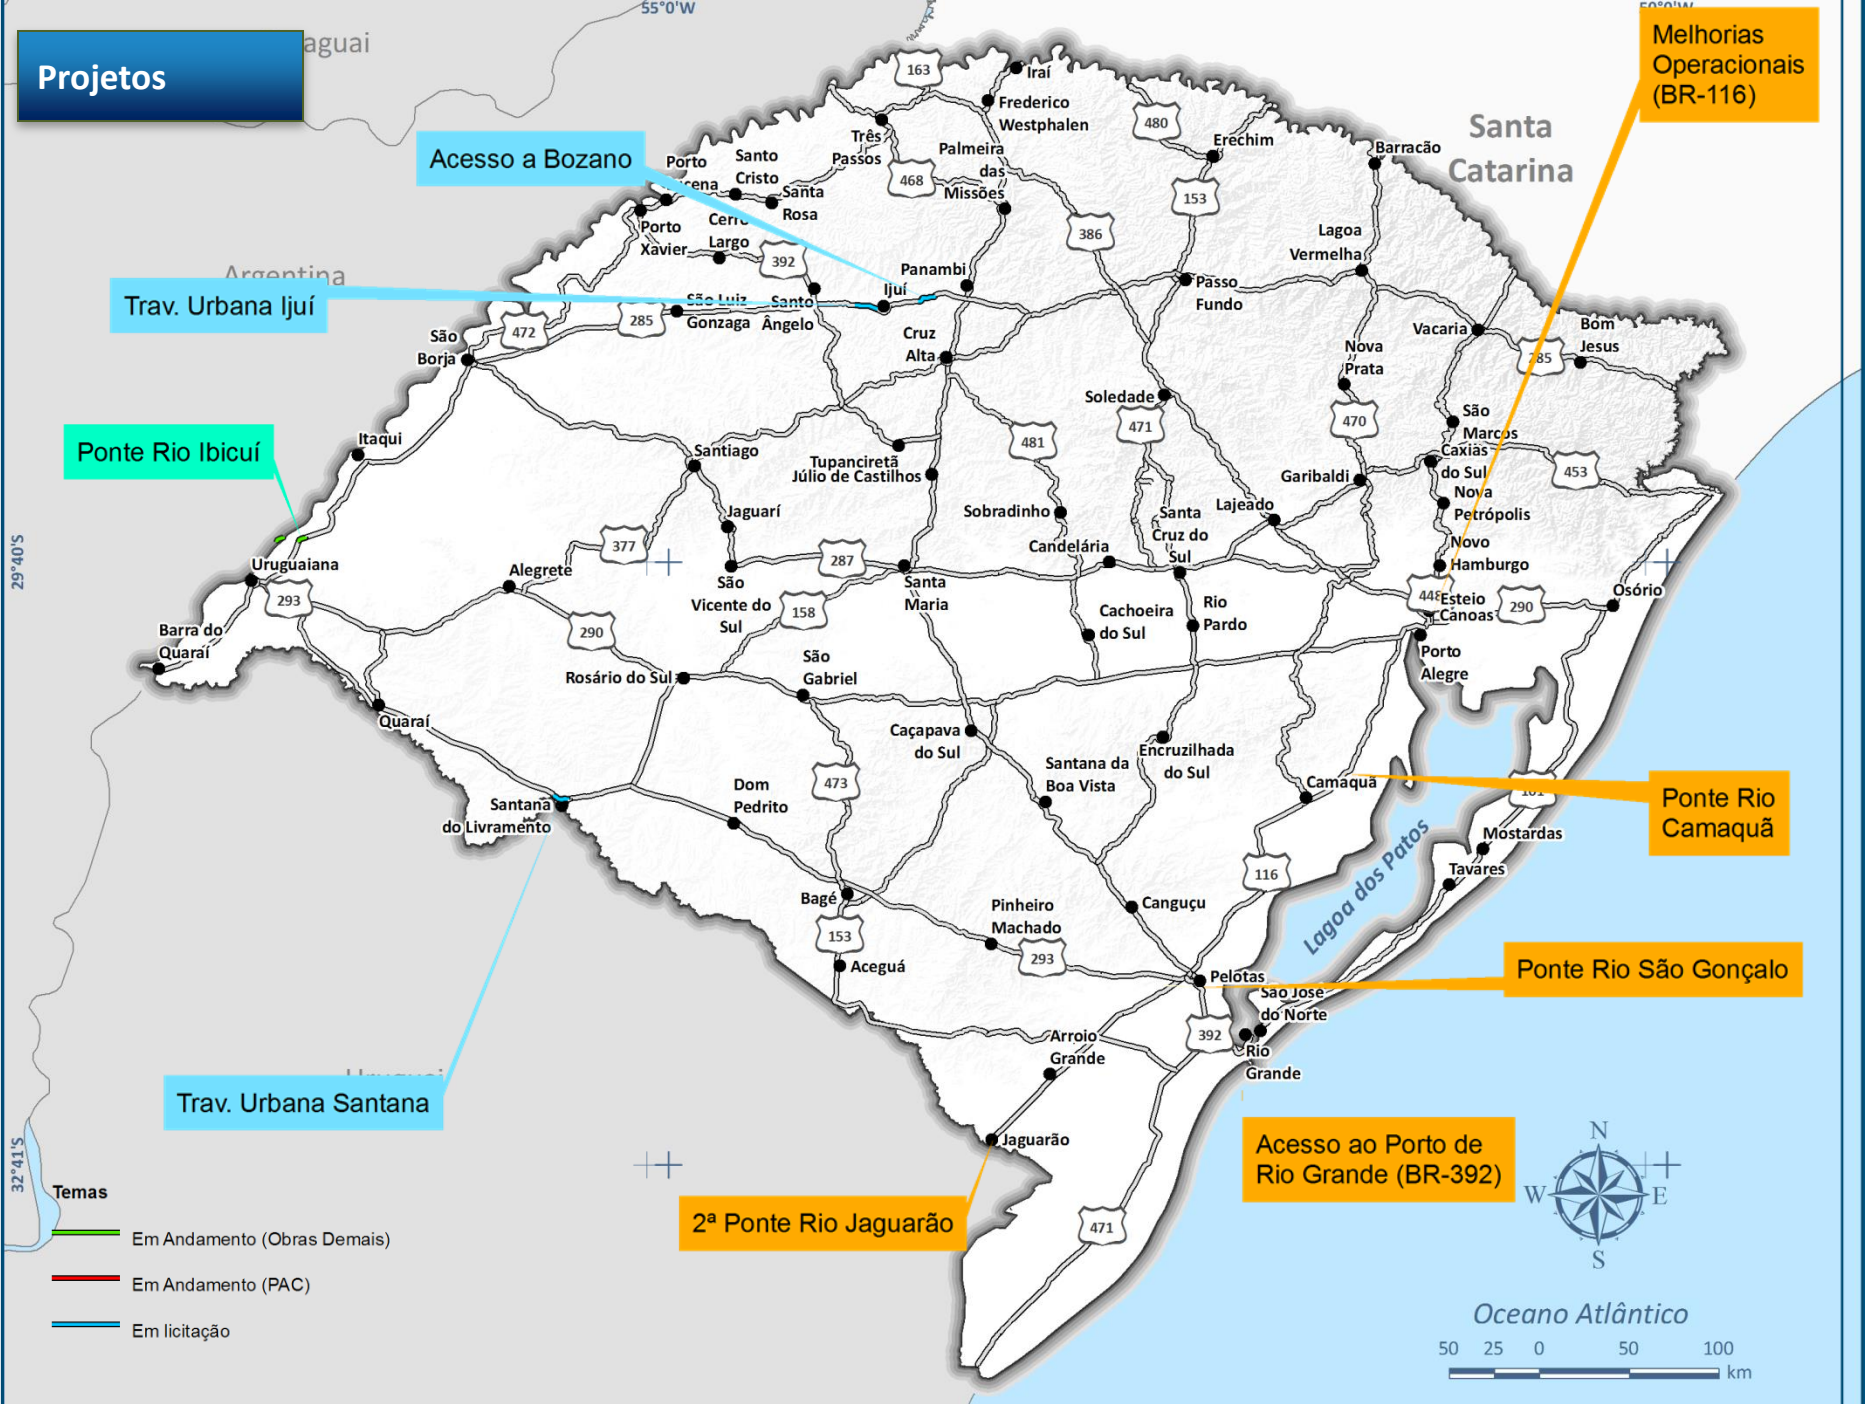 55°0'W
50°0'W
Projetos
aguai
163
Iraí
Frederico
Westphalen
480
Melhorias
Operacionais
(BR-116)
Santa
Catarina
Três
Passos
Acesso a Bozano
Porto
Santo
Cristo
Santa
Rosa
468
Palmeira
das
Missões
Erechim
153
Barracão
Porto
Xavier
Cerro
Largo
392
386
Lagoa
Vermelha
Argentina
Panambi
Ijuí
Passo
Fundo
Trav. Urbana Ijuí
São Luiz
Gonzaga
Santo
Ângelo
285
472
São
Borja
Cruz
Alta
Vacaria
Bom
Jesus
285
Nova
Prata
Soledade
471
470
São
Marcos
Ponte Rio Ibicuí
Itaqui
Santiago
Tupanciretã
Júlio de Castilhos
481
Caxias
do Sul
453
Garibaldi
Nova
Petrópolis
Jaguarí
Sobradinho
Santa
Cruz do
Sul
Lajeado
29°40'S
377
287
Candelária
Novo
Hamburgo
Uruguaiana
293
Alegrete
São
Vicente do
Sul
158
Santa
Maria
448
Esteio
Canoas
290
Osório
Barra do
Quaraí
290
Cachoeira
do Sul
Rio
Pardo
Porto
Alegre
Rosário do Sul
São
Gabriel
Quaraí
Caçapava
do Sul
Encruzilhada
do Sul
Santana da
Boa Vista
473
Dom
Pedrito
Camaquã
101
Ponte Rio
Camaquã
Santana
do Livramento
Mostardas
Tavares
Lagoa dos Patos
116
Bagé
Pinheiro
Machado
Canguçu
153
293
Aceguá
Pelotas
Ponte Rio São Gonçalo
São José
do Norte
392
Rio
Grande
Arroio
Grande
Uruguai
Trav. Urbana Santana
Jaguarão
Acesso ao Porto de
Rio Grande (BR-392)
2ª Ponte Rio Jaguarão
471
32°41'S
N
W
E
S
Temas
Em Andamento (Obras Demais)
Em Andamento (PAC)
Em licitação
Oceano Atlântico
50 25 0 50 100
km